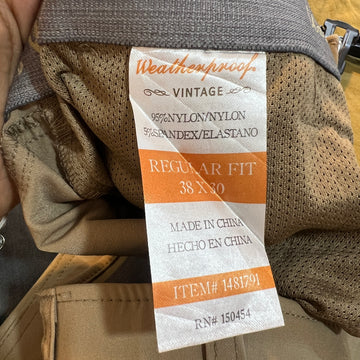 Weatherproof.
VINTAGE
95%NYLON/NYLON
5%SPANDEX/ELASTANO
REGULAR FIT
38 X 30
MADE IN CHINA
HECHO EN CHINA
ITEM# 1481791
RN# 150454